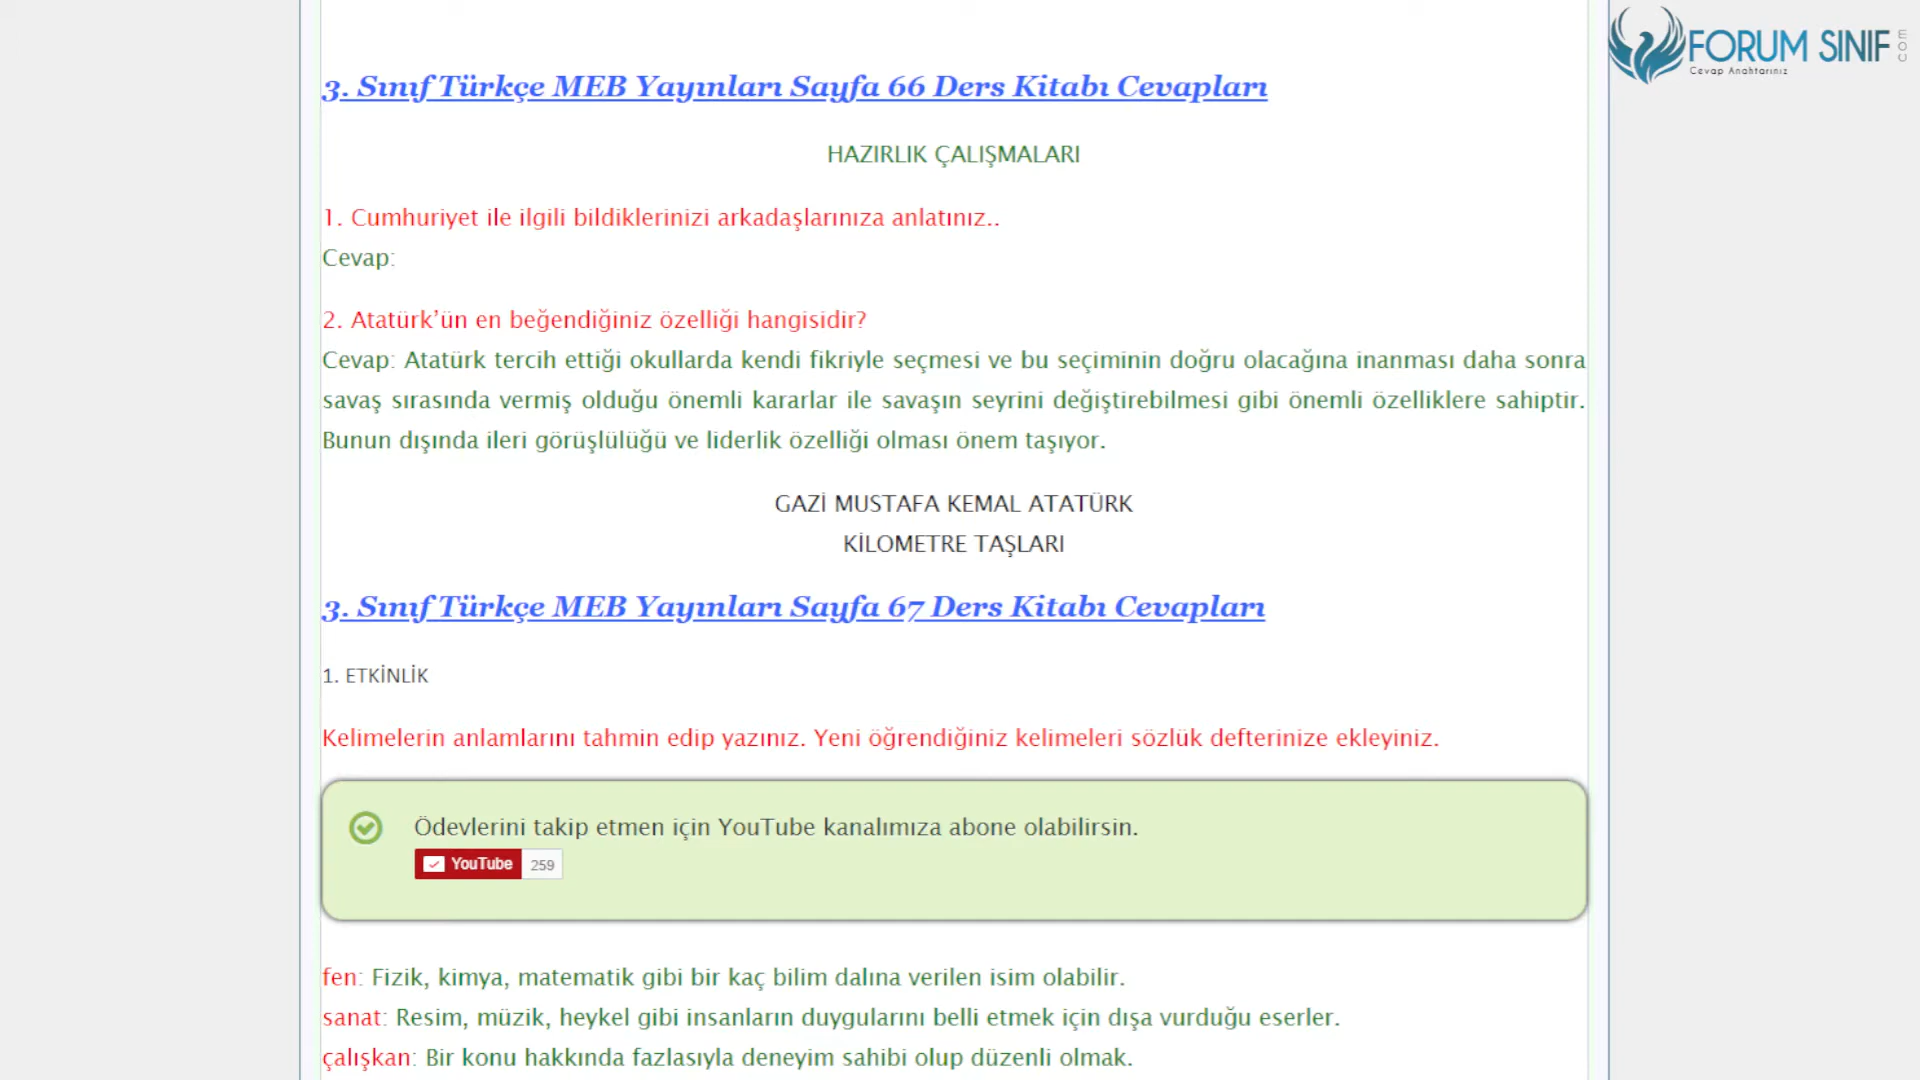 FORUM SINIF
.COM
Cevap Anahtarınız
3. Sınıf Türkçe MEB Yayınları Sayfa 66 Ders Kitabı Cevapları
HAZIRLIK ÇALIŞMALARI
1. Cumhuriyet ile ilgili bildiklerinizi arkadaşlarınıza anlatınız..
Cevap:
2. Atatürk’ün en beğendiğiniz özelliği hangisidir?
Cevap: Atatürk tercih ettiği okullarda kendi fikriyle seçmesi ve bu seçiminin doğru olacağına inanması daha sonra
savaş sırasında vermiş olduğu önemli kararlar ile savaşın seyrini değiştirebilmesi gibi önemli özelliklere sahiptir.
Bunun dışında ileri görüşlülüğü ve liderlik özelliği olması önem taşıyor.
GAZİ MUSTAFA KEMAL ATATÜRK
KİLOMETRE TAŞLARI
3. Sınıf Türkçe MEB Yayınları Sayfa 67 Ders Kitabı Cevapları
1. ETKİNLİK
Kelimelerin anlamlarını tahmin edip yazınız. Yeni öğrendiğiniz kelimeleri sözlük defterinize ekleyiniz.
Ödevlerini takip etmen için YouTube kanalımıza abone olabilirsin.
YouTube 259
fen: Fizik, kimya, matematik gibi bir kaç bilim dalına verilen isim olabilir.
sanat: Resim, müzik, heykel gibi insanların duygularını belli etmek için dışa vurduğu eserler.
çalışkan: Bir konu hakkında fazlasıyla deneyim sahibi olup düzenli olmak.